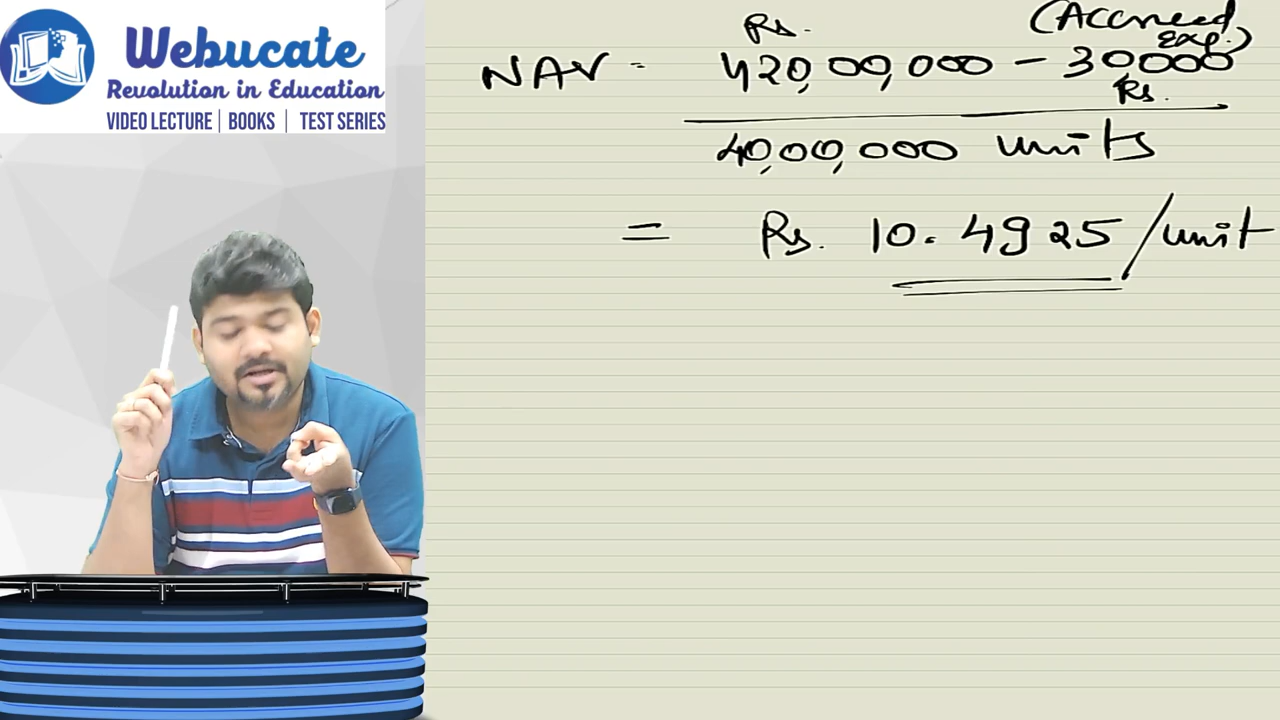 Webucate
Revolution in Education
VIDEO LECTURE | BOOKS | TEST SERIES
Rs. (Accrued Exp.)
NAV = 420,00,000 - 30000 Rs.
40,00,000 units
= Rs. 10.4925/unit